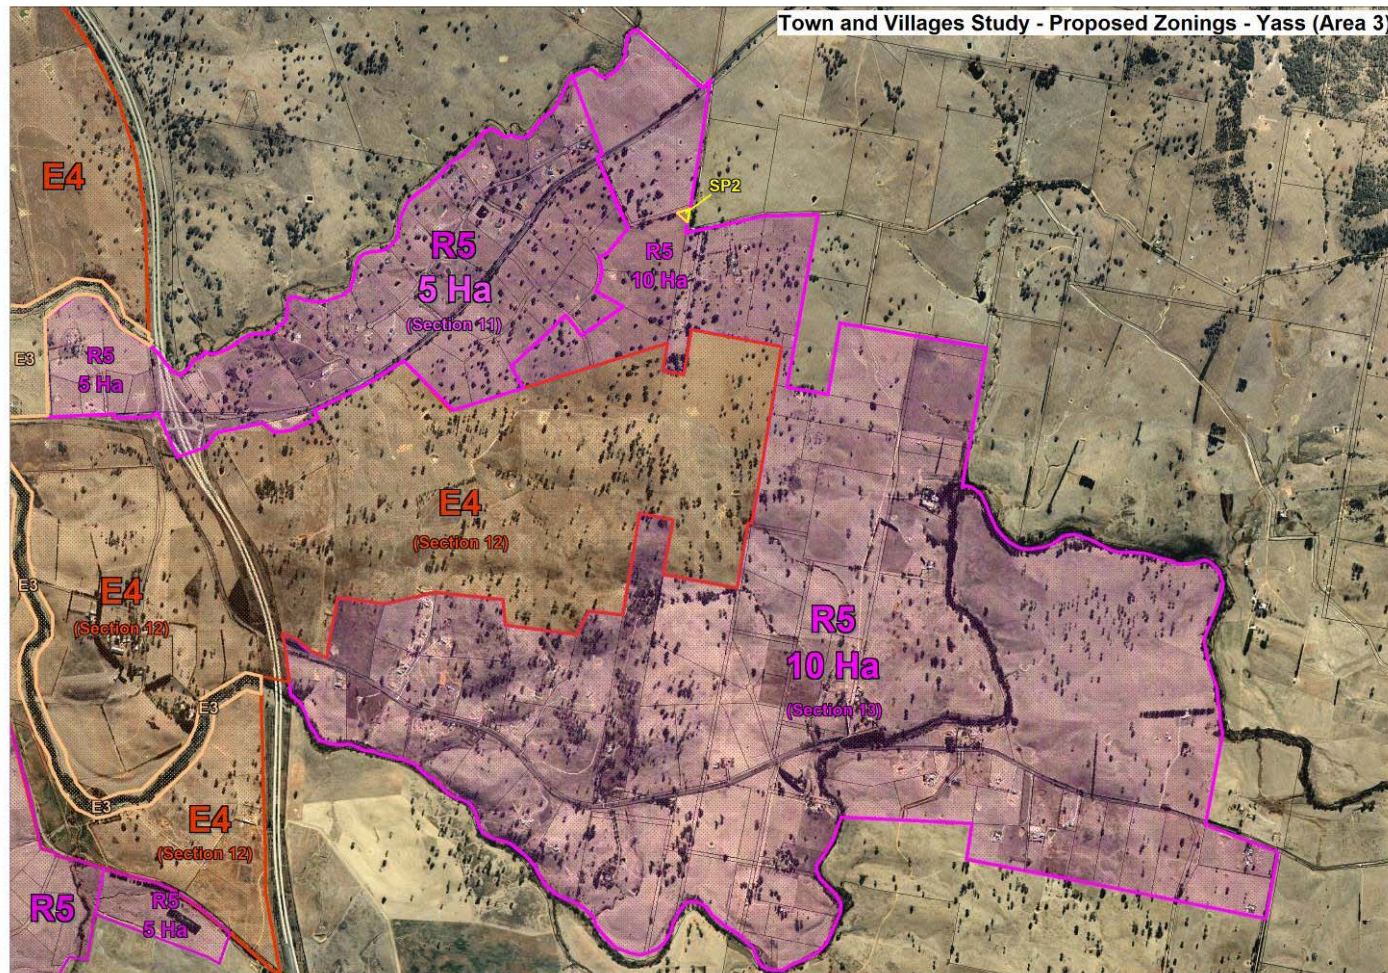 Town and Villages Study - Proposed Zonings - Yass (Area 3)
E4
SP2
R5
5 Ha
(Section 11)
R5
10 Ha
E3
R5
5 Ha
E4
(Section 12)
E3
E4
(Section 12)
R5
10 Ha
(Section 13)
E3
E3
E4
(Section 12)
R5
R5
5 Ha